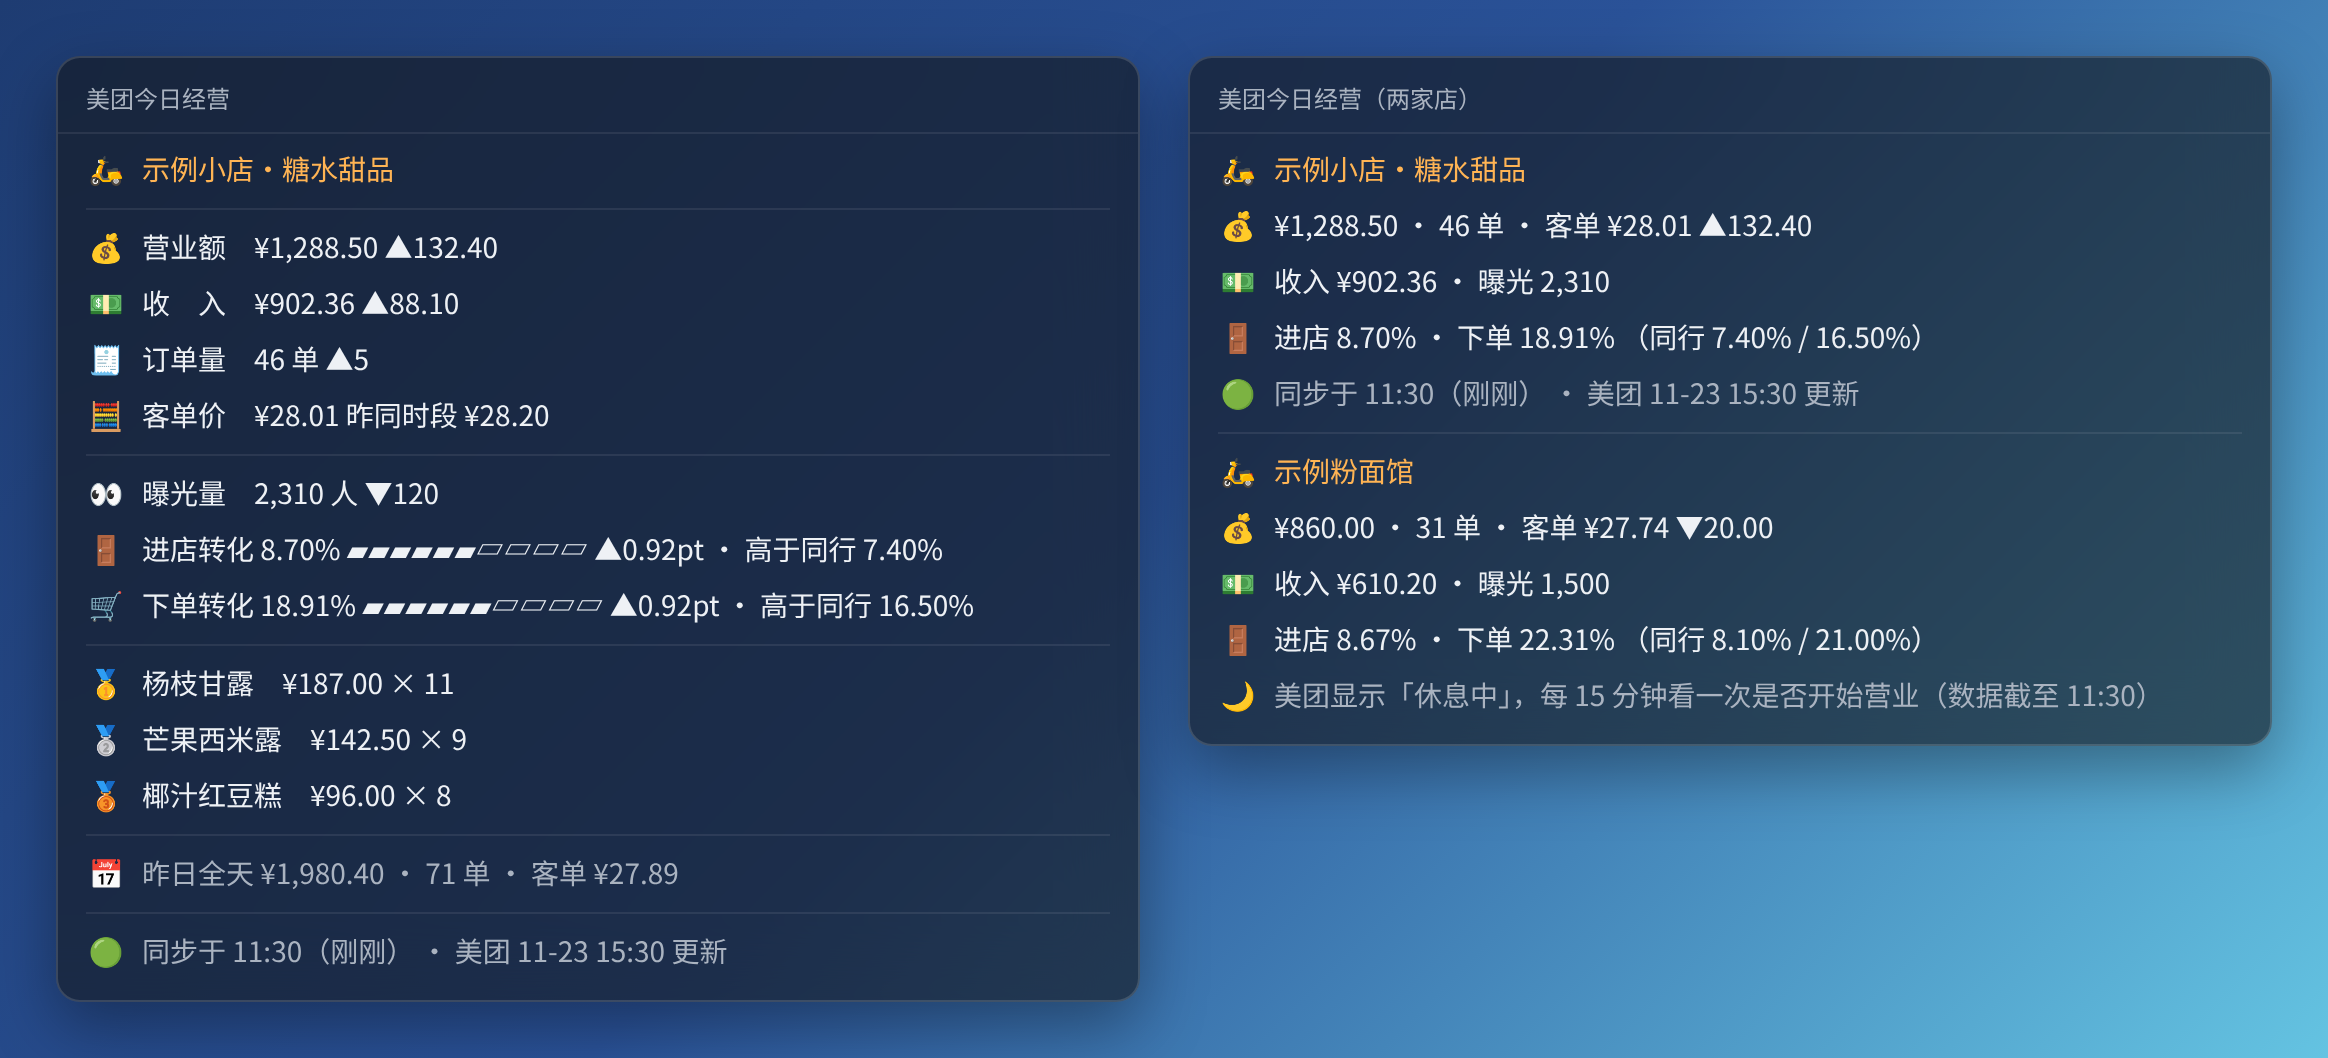 美团今日经营
示例小店・糖水甜品
营业额 ¥1,288.50 ▲132.40
收 入 ¥902.36 ▲88.10
订单量 46 单 ▲5
客单价 ¥28.01 昨同时段 ¥28.20
曝光量 2,310 人 ▼120
进店转化 8.70% ▰▰▰▰▰▰▱▱▱▱ ▲0.92pt ・ 高于同行 7.40%
下单转化 18.91% ▰▰▰▰▰▰▱▱▱▱ ▲0.92pt ・ 高于同行 16.50%
杨枝甘露 ¥187.00 × 11
芒果西米露 ¥142.50 × 9
椰汁红豆糕 ¥96.00 × 8
昨日全天 ¥1,980.40 ・ 71 单 ・ 客单 ¥27.89
同步于 11:30（刚刚） ・ 美团 11-23 15:30 更新
美团今日经营（两家店）
示例小店・糖水甜品
¥1,288.50 ・ 46 单 ・ 客单 ¥28.01 ▲132.40
收入 ¥902.36 ・ 曝光 2,310
进店 8.70% ・ 下单 18.91% （同行 7.40% / 16.50%）
同步于 11:30（刚刚） ・ 美团 11-23 15:30 更新
示例粉面馆
¥860.00 ・ 31 单 ・ 客单 ¥27.74 ▼20.00
收入 ¥610.20 ・ 曝光 1,500
进店 8.67% ・ 下单 22.31% （同行 8.10% / 21.00%）
美团显示「休息中」，每 15 分钟看一次是否开始营业（数据截至 11:30）